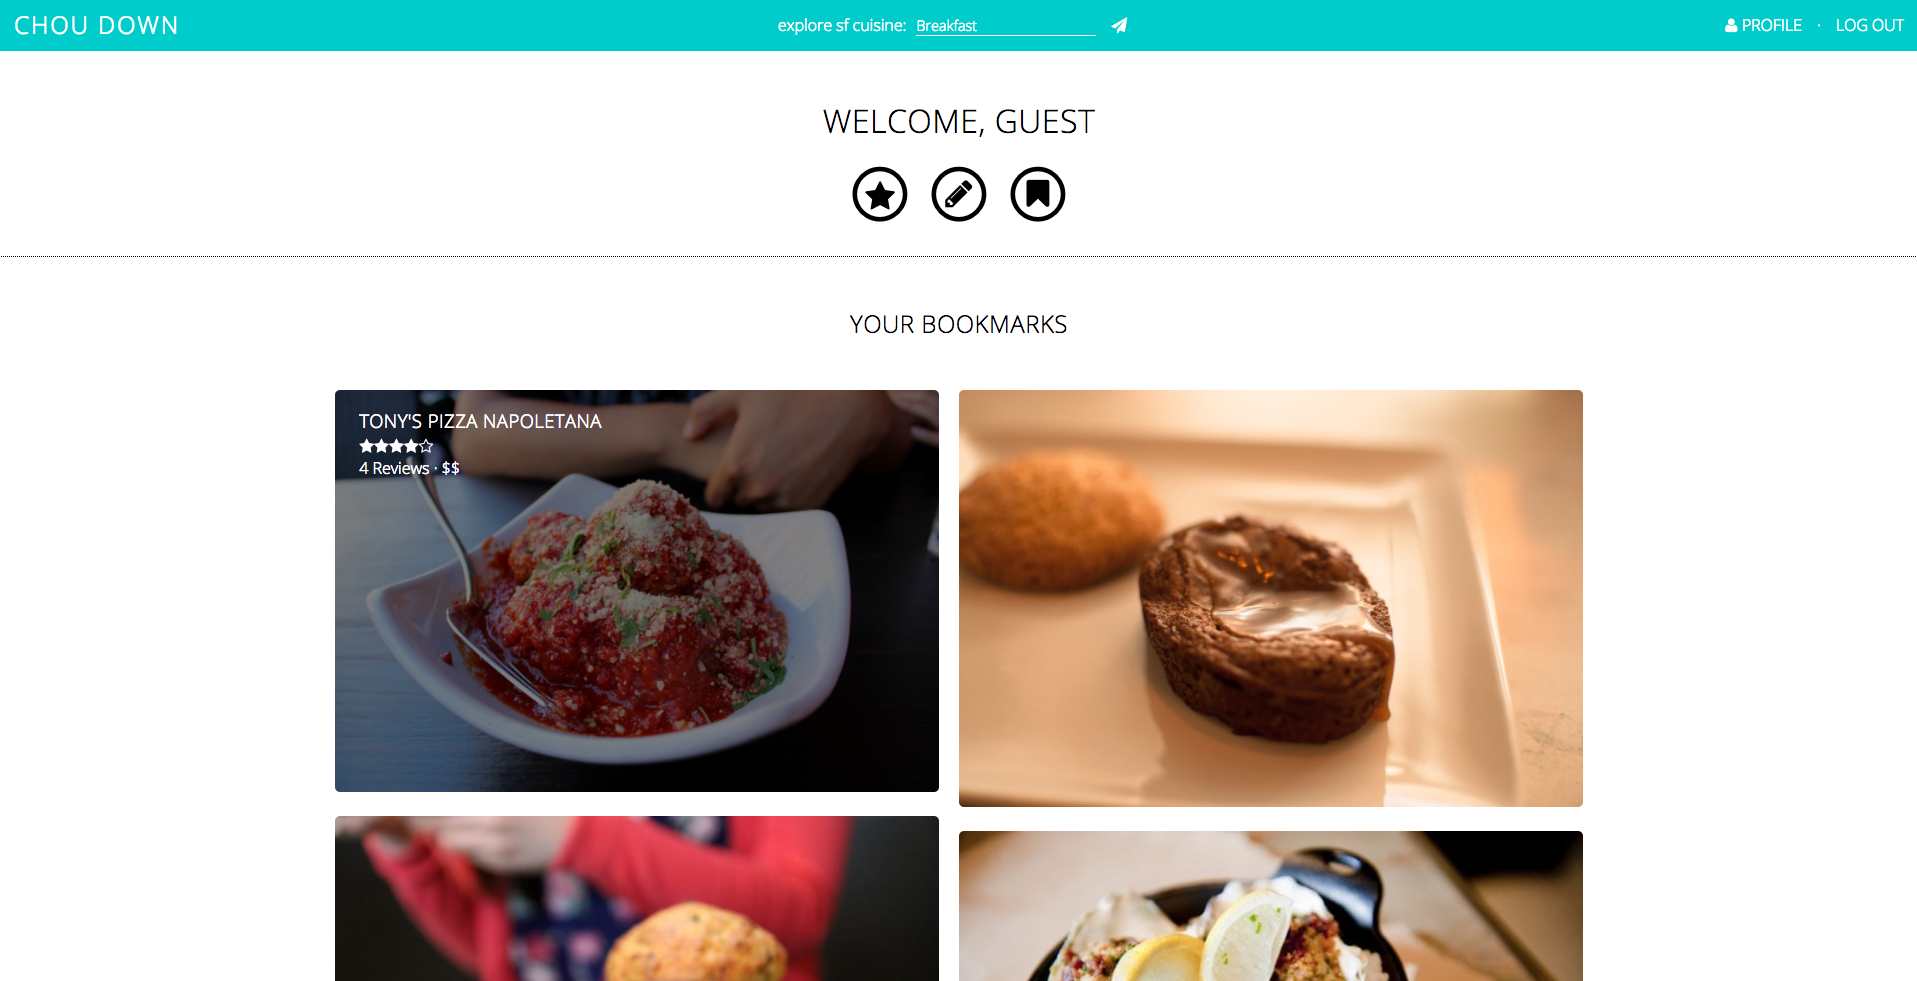 CHOU DOWN
explore sf cuisine: Breakfast
PROFILE · LOG OUT
WELCOME, GUEST
YOUR BOOKMARKS
TONY'S PIZZA NAPOLETANA
4 Reviews · $$